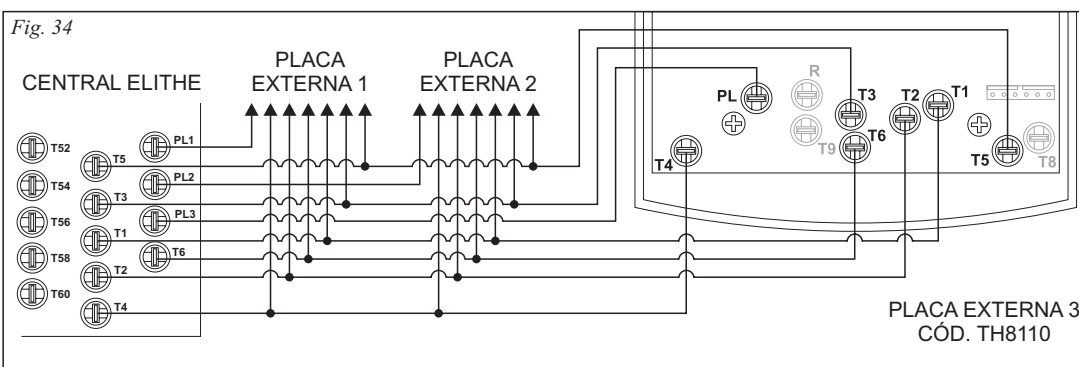 Fig. 34
CENTRAL ELITHE
PLACA
EXTERNA 1
PLACA
EXTERNA 2
T52
T54
T56
T58
T60
T5
T3
T1
T2
T4
PL1
PL2
PL3
T6
PL
R
T9
T3
T6
T2
T1
T4
T5
T8
PLACA EXTERNA 3
CÓD. TH8110